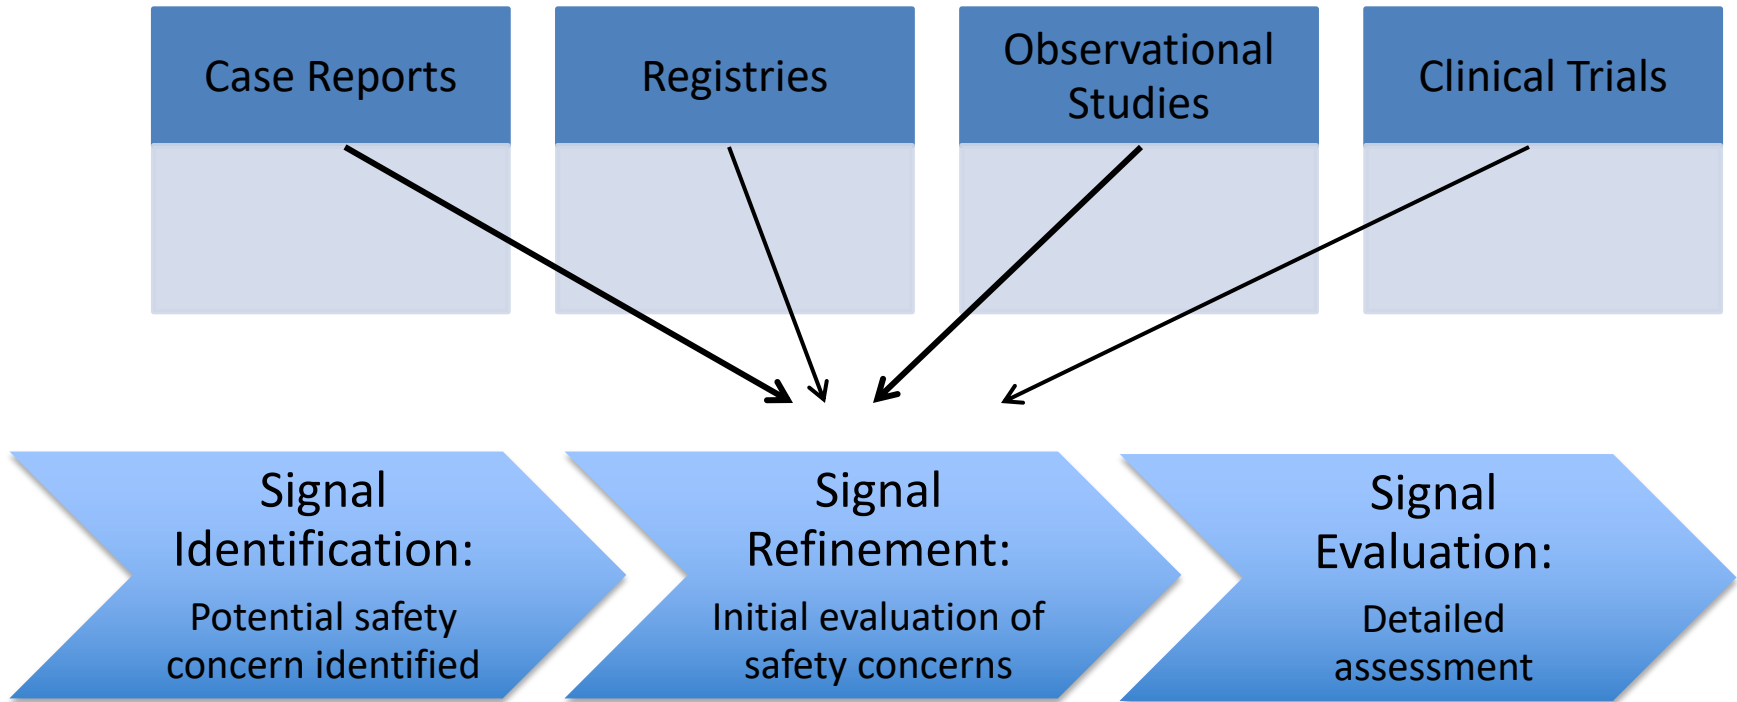 Case Reports
Registries
Observational
Studies
Clinical Trials
Signal
Identification:
Potential safety
concern identified
Signal
Refinement:
Initial evaluation of
safety concerns
Signal
Evaluation:
Detailed
assessment